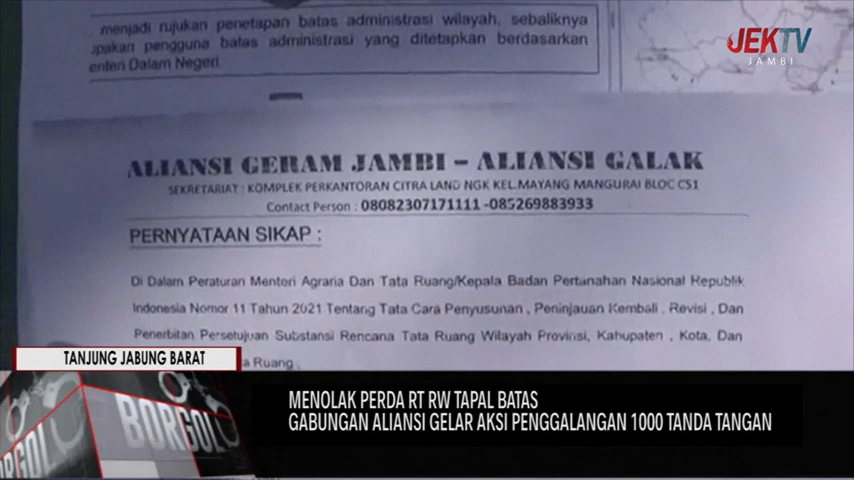 menjadi rujukan penetapan batas administrasi wilayah, sebaliknya
upakan pengguna batas administrasi yang ditetapkan berdasarkan
enteri Dalam Negeri.
JEKTV
JAMBI
ALIANSI GERAM JAMBI – ALIANSI GALAK
SEKRETARIAT : KOMPLEK PERKANTORAN CITRA LAND NGK KEL.MAYANG MANGURAI BLOC C51
Contact Person : 08082307171111 -085269883933
PERNYATAAN SIKAP :
Di Dalam Peraturan Menteri Agraria Dan Tata Ruang/Kepala Badan Pertanahan Nasional Republik
Indonesia Nomor 11 Tahun 2021 Tentang Tata Cara Penyusunan , Peninjauan Kembali , Revisi , Dan
Penerbitan Persetujuan Substansi Rencana Tata Ruang Wilayah Provinsi, Kabupaten , Kota, Dan
a Ruang ,
TANJUNG JABUNG BARAT
BORGOL
BORGOL
MENOLAK PERDA RT RW TAPAL BATAS
GABUNGAN ALIANSI GELAR AKSI PENGGALANGAN 1000 TANDA TANGAN